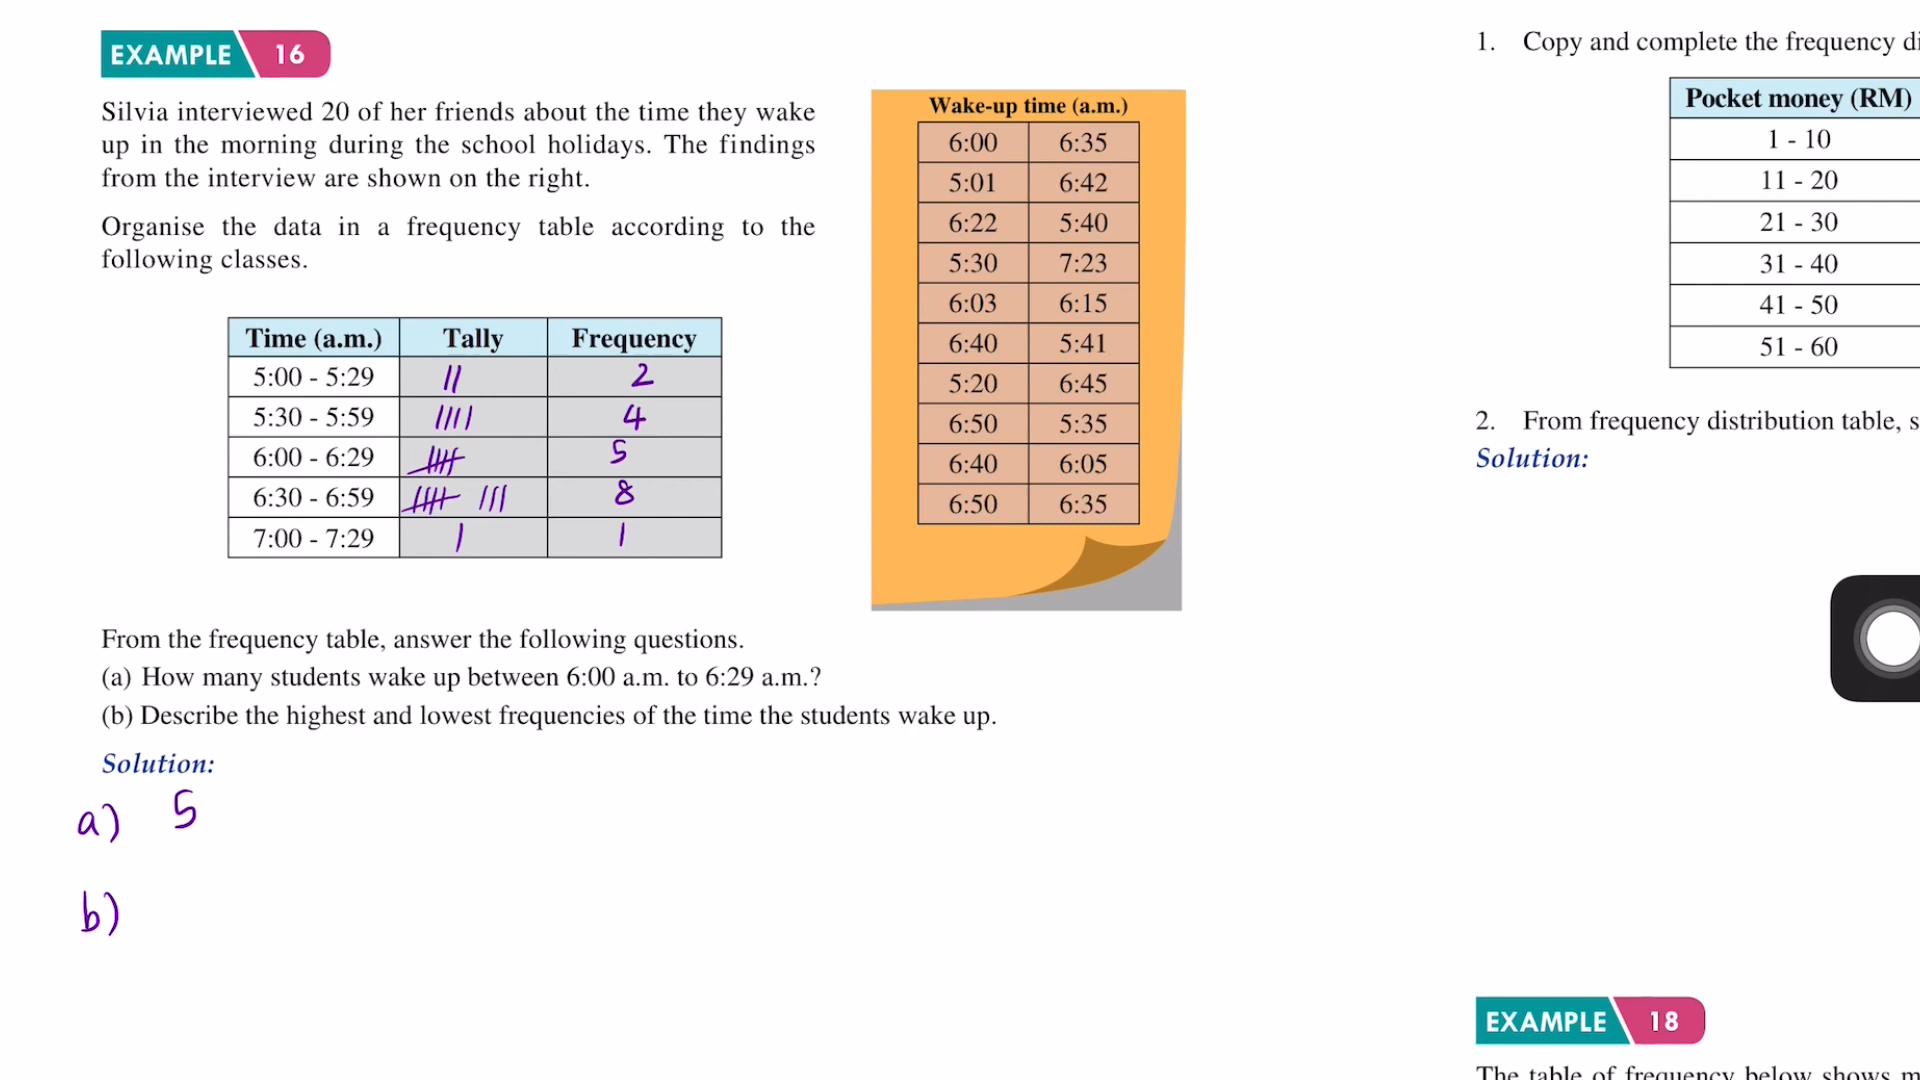 EXAMPLE 16
Silvia interviewed 20 of her friends about the time they wake
up in the morning during the school holidays. The findings
from the interview are shown on the right.
Organise the data in a frequency table according to the
following classes.
Time (a.m.) Tally Frequency
5:00 - 5:29 || 2
5:30 - 5:59 |||| 4
6:00 - 6:29 5
6:30 - 6:59 ||| 8
7:00 - 7:29 | 1
Wake-up time (a.m.)
6:00 6:35
5:01 6:42
6:22 5:40
5:30 7:23
6:03 6:15
6:40 5:41
5:20 6:45
6:50 5:35
6:40 6:05
6:50 6:35
From the frequency table, answer the following questions.
(a) How many students wake up between 6:00 a.m. to 6:29 a.m.?
(b) Describe the highest and lowest frequencies of the time the students wake up.
Solution:
a) 5
b)
1. Copy and complete the frequency di
Pocket money (RM)
1 - 10
11 - 20
21 - 30
31 - 40
41 - 50
51 - 60
2. From frequency distribution table, s
Solution:
EXAMPLE 18
The table of frequency below shows m